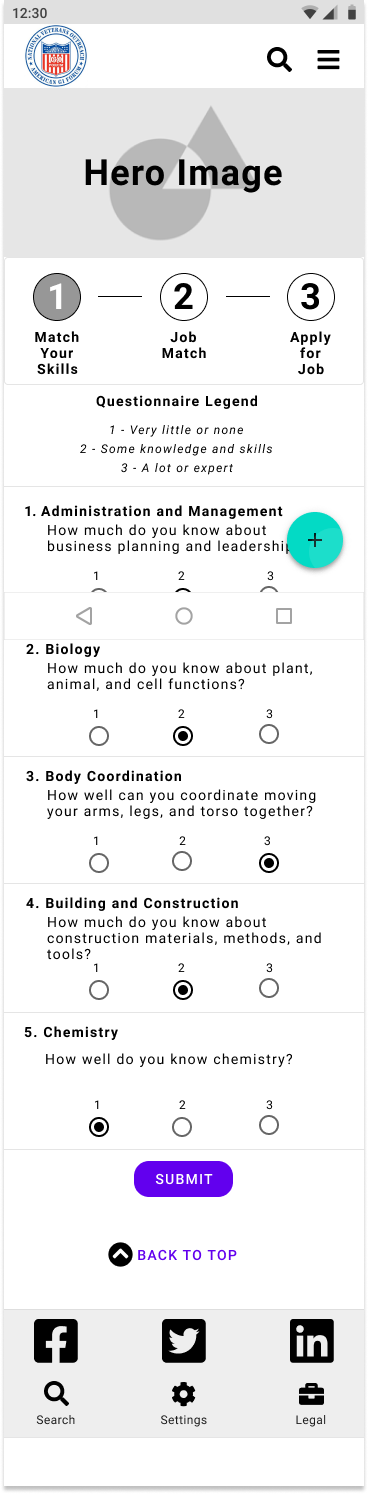 12:30
NATIONAL VETERANS OUTREACH
AMERICAN GI FORUM
Hero Image
1 2 3
Match Your Skills
Job Match
Apply for Job
Questionnaire Legend
1 - Very little or none
2 - Some knowledge and skills
3 - A lot or expert
1. Administration and Management
How much do you know about
business planning and leadership
+
1 2 3
2. Biology
How much do you know about plant,
animal, and cell functions?
1 2 3
3. Body Coordination
How well can you coordinate moving
your arms, legs, and torso together?
1 2 3
4. Building and Construction
How much do you know about
construction materials, methods, and
tools?
1 2 3
5. Chemistry
How well do you know chemistry?
1 2 3
SUBMIT
BACK TO TOP
Search Settings Legal